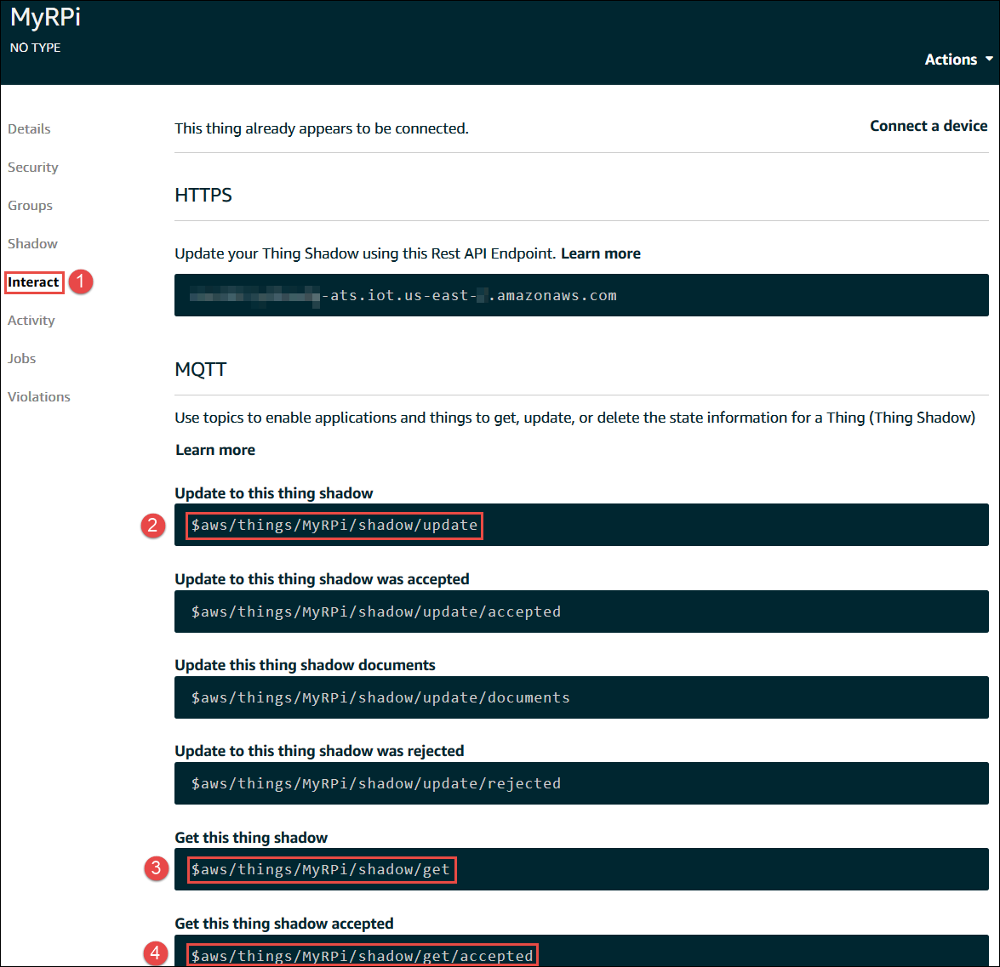 MyRPi
NO TYPE
Actions
Details
Security
Groups
Shadow
Interact 1
Activity
Jobs
Violations
This thing already appears to be connected.
Connect a device
HTTPS
Update your Thing Shadow using this Rest API Endpoint. Learn more
-ats.iot.us-east- .amazonaws.com
MQTT
Use topics to enable applications and things to get, update, or delete the state information for a Thing (Thing Shadow)
Learn more
Update to this thing shadow
2 $aws/things/MyRPi/shadow/update
Update to this thing shadow was accepted
$aws/things/MyRPi/shadow/update/accepted
Update this thing shadow documents
$aws/things/MyRPi/shadow/update/documents
Update to this thing shadow was rejected
$aws/things/MyRPi/shadow/update/rejected
Get this thing shadow
3 $aws/things/MyRPi/shadow/get
Get this thing shadow accepted
4 $aws/things/MyRPi/shadow/get/accepted